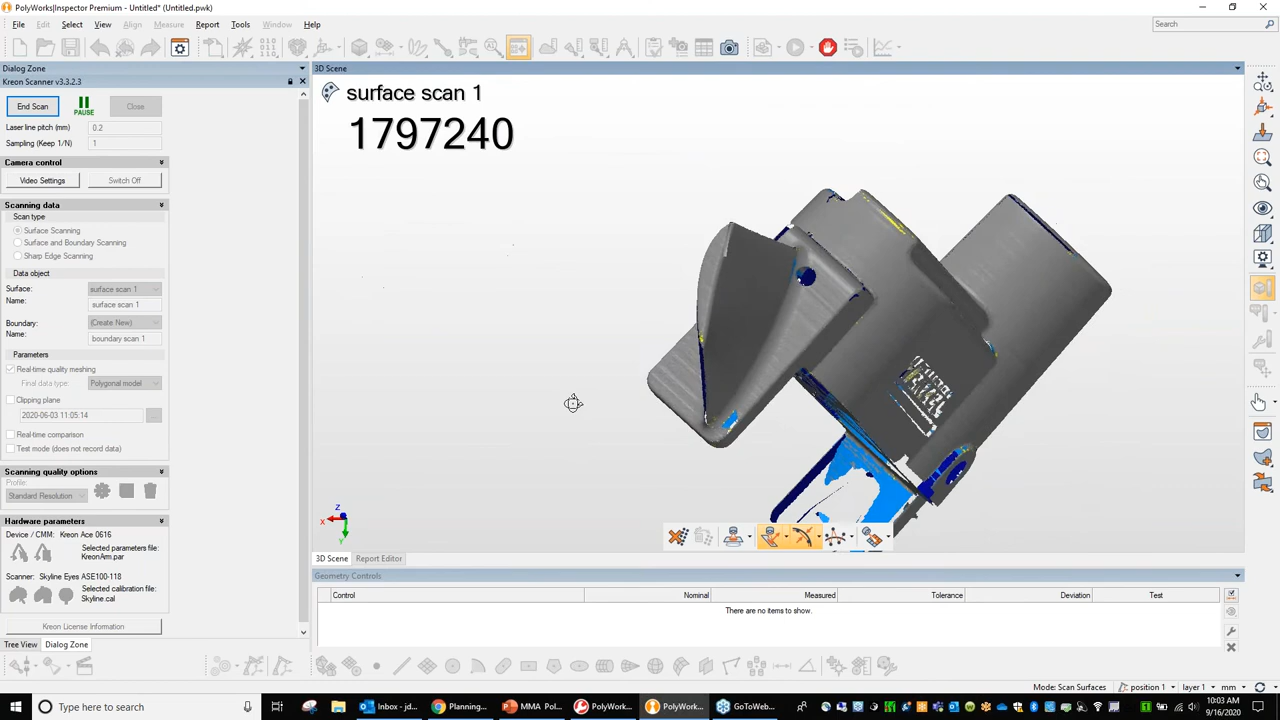 PolyWorks|Inspector Premium - Untitled* (Untitled.pwk)
File Edit Select View Align Measure Report Tools Window Help
Search
Dialog Zone
3D Scene
Kreon Scanner v3.3.2.3
End Scan
PAUSE
Close
Laser line pitch (mm) 0.2
Sampling (Keep 1/N) 1
Camera control
Video Settings
Switch Off
Scanning data
Scan type
Surface Scanning
Surface and Boundary Scanning
Sharp Edge Scanning
Data object
Surface: surface scan 1
Name: surface scan 1
Boundary: (Create New)
Name: boundary scan 1
Parameters
Real-time quality meshing
Final data type: Polygonal model
Clipping plane
2020-06-03 11:05:14
...
Real-time comparison
Test mode (does not record data)
Scanning quality options
Profile:
Standard Resolution
Hardware parameters
Device / CMM: Kreon Ace 0616
Selected parameters file:
KreonArm.par
Scanner: Skyline Eyes ASE100-118
Selected calibration file:
Skyline.cal
Kreon License Information
Tree View Dialog Zone
surface scan 1
1797240
Z
X
Y
3D Scene Report Editor
Geometry Controls
Control Nominal Measured Tolerance Deviation Test
There are no items to show.
Mode: Scan Surfaces position 1 layer 1 mm
Type here to search
Inbox - jd...
Planning...
MMA Pol...
PolyWork...
PolyWork...
GoToWeb...
10:03 AM
9/16/2020